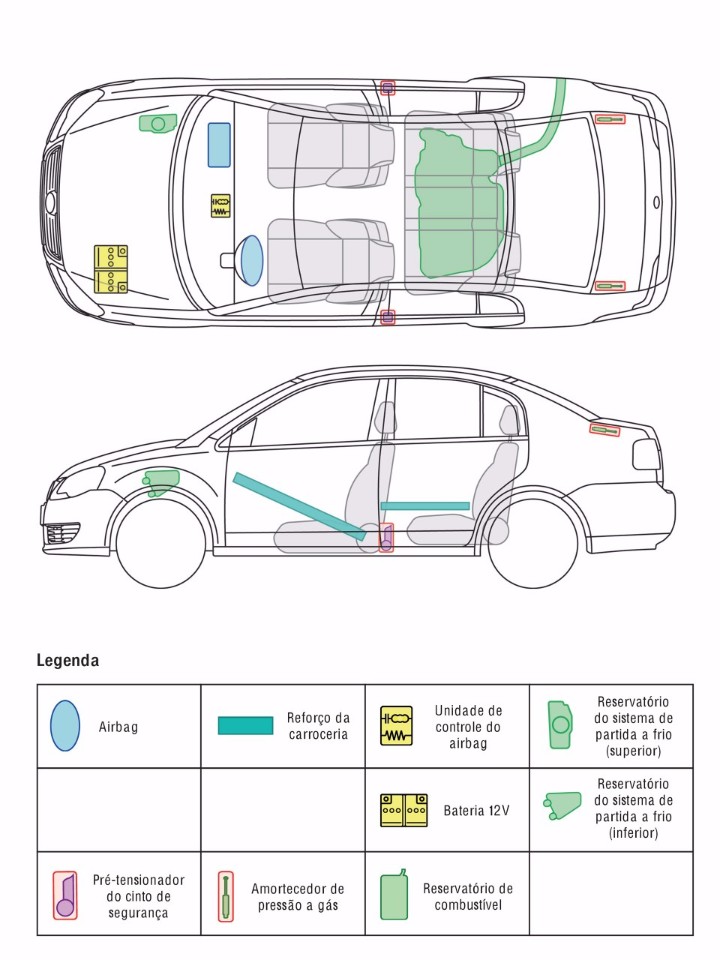 Legenda
Airbag
Reforço da
carroceria
Unidade de
controle do
airbag
Reservatório
do sistema de
partida a frio
(superior)
Bateria 12V
Reservatório
do sistema de
partida a frio
(inferior)
Pré-tensionador
do cinto de
segurança
Amortecedor de
pressão a gás
Reservatório de
combustível